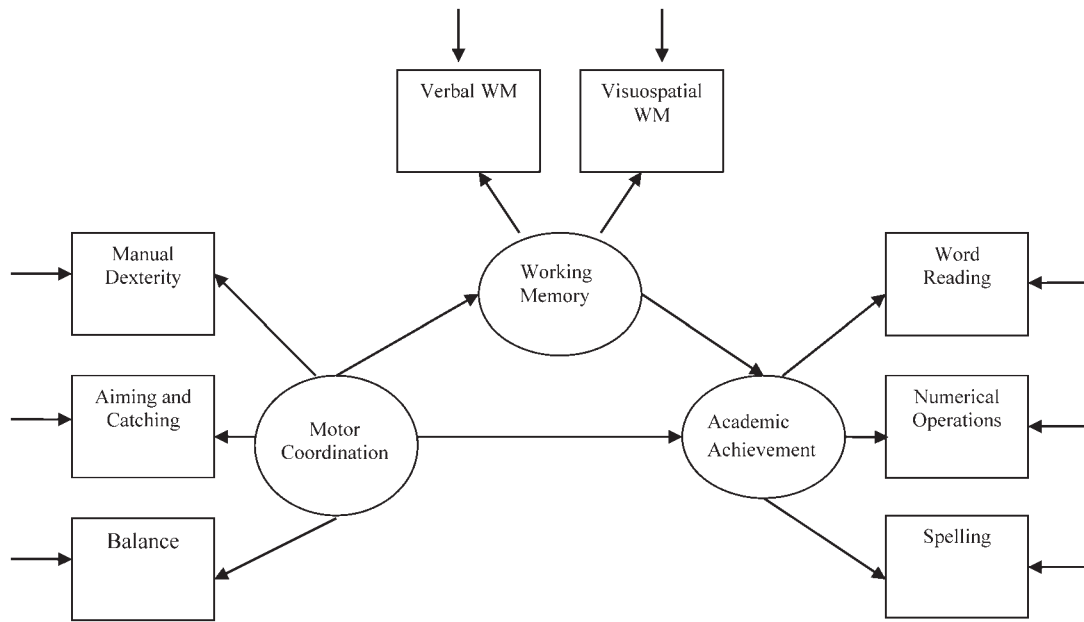 Verbal WM
Visuospatial
WM
Manual
Dexterity
Working
Memory
Word
Reading
Aiming and
Catching
Motor
Coordination
Academic
Achievement
Numerical
Operations
Balance
Spelling